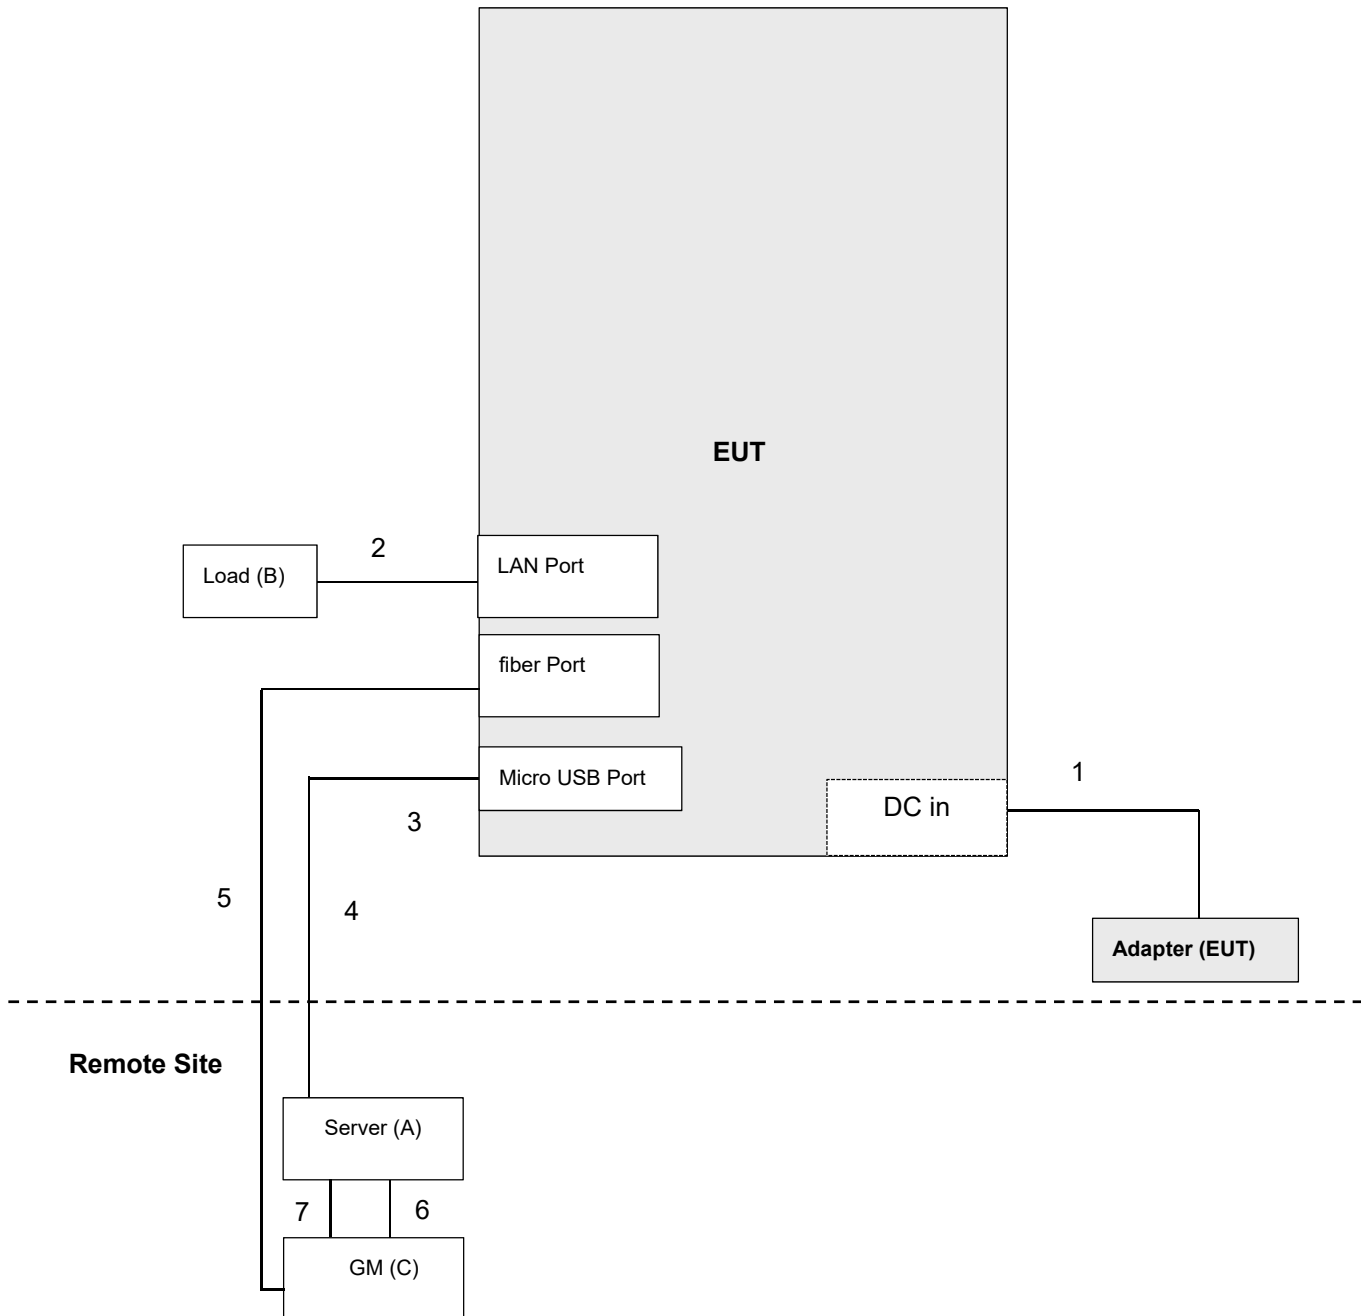 EUT
2
LAN Port
Load (B)
fiber Port
1
Micro USB Port
DC in
3
5
4
Adapter (EUT)
Remote Site
Server (A)
7
6
GM (C)